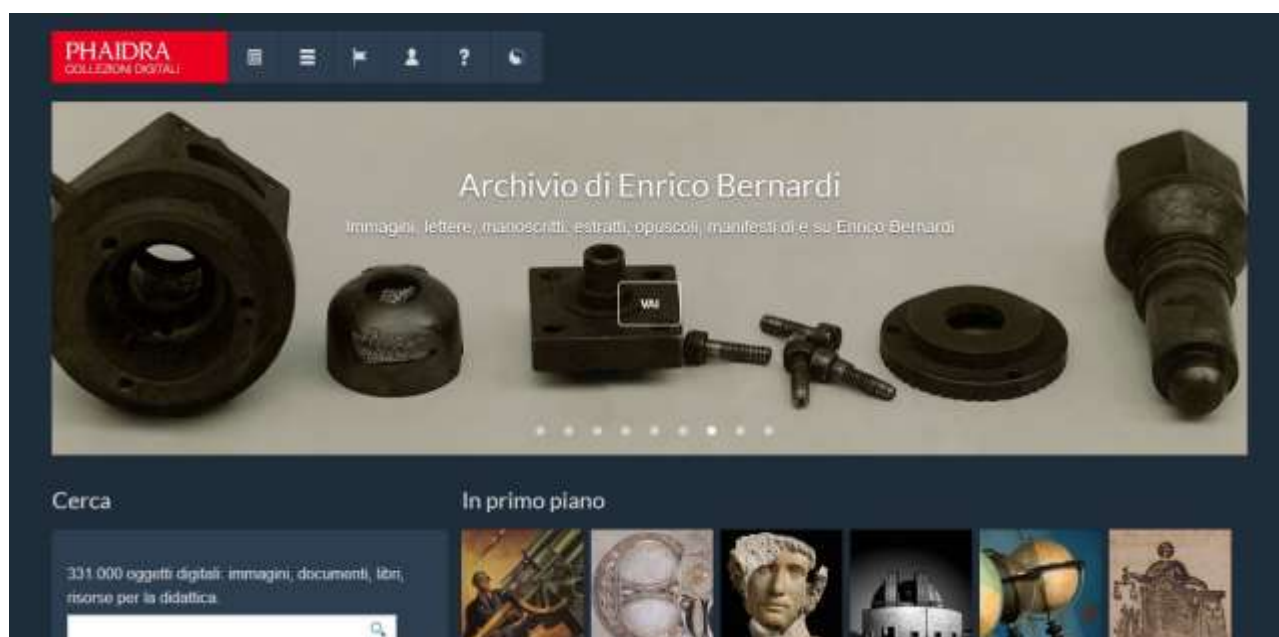 PHAIDRA
COLLEZIONI DIGITALI
?
Archivio di Enrico Bernardi
Immagini, lettere, manoscritti, estratti, opuscoli, manifesti di e su Enrico Bernardi
VAI
Cerca
In primo piano
331.000 oggetti digitali: immagini, documenti, libri,
risorse per la didattica.